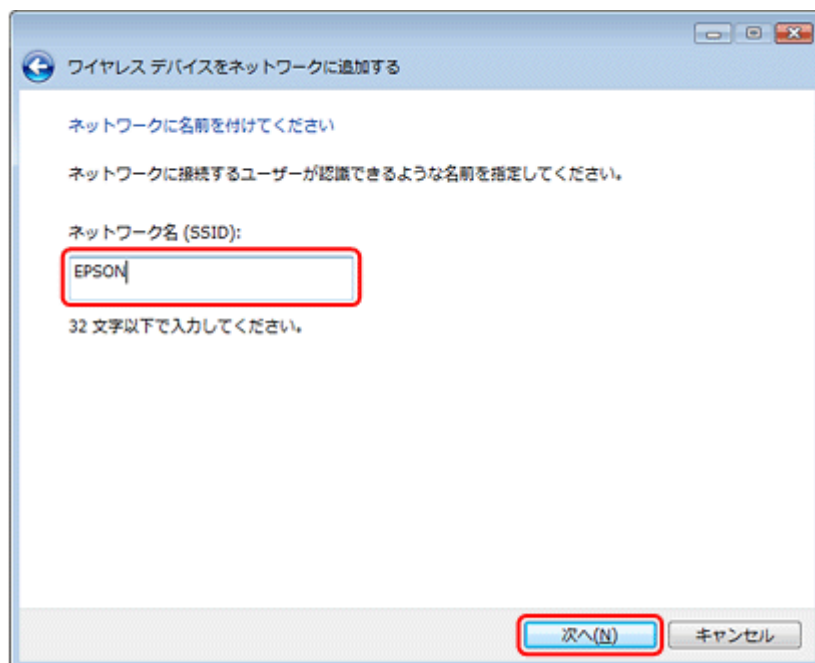 ワイヤレス デバイスをネットワークに追加する
ネットワークに名前を付けてください
ネットワークに接続するユーザーが認識できるような名前を指定してください。
ネットワーク名 (SSID):
EPSON
32 文字以下で入力してください。
次へ(N)
キャンセル